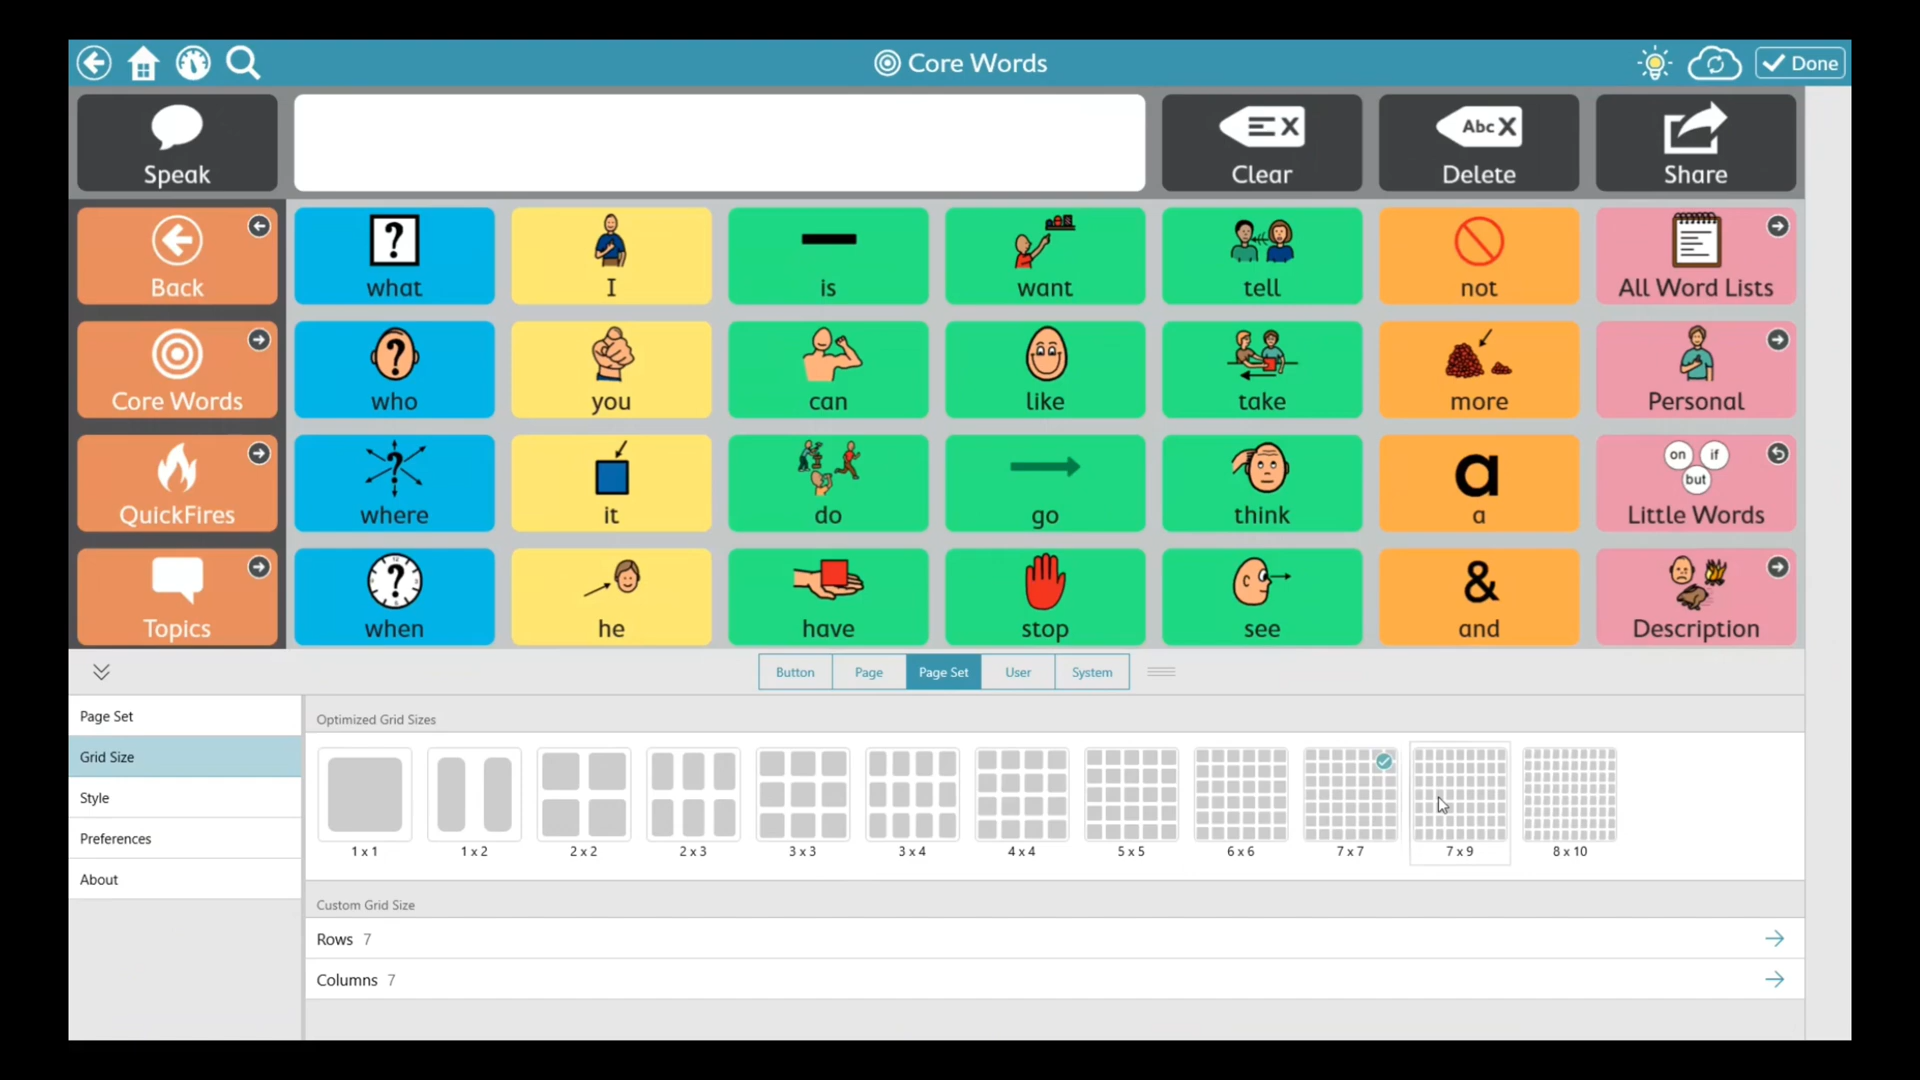 Core Words
Done
Speak
Clear
Abc X
Delete
Share
Back
what
I
is
want
tell
not
All Word Lists
Core Words
who
you
can
like
take
more
Personal
QuickFires
where
it
do
go
think
a
a
on if
but
Little Words
Topics
when
he
have
stop
see
&
and
Description
Button Page Page Set User System
Page Set
Grid Size
Style
Preferences
About
Optimized Grid Sizes
1 x 1 1 x 2 2 x 2 2 x 3 3 x 3 3 x 4 4 x 4 5 x 5 6 x 6 7 x 7 7 x 9 8 x 10
Custom Grid Size
Rows 7
Columns 7